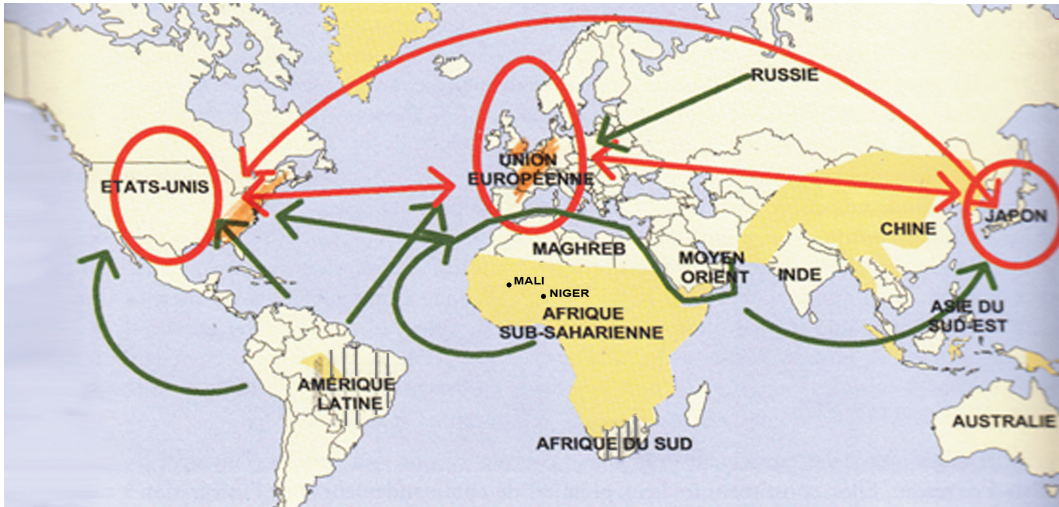 RUSSIE
UNION
EUROPÉENNE
ETATS-UNIS
JAPON
CHINE
MAGHREB
MOYEN
ORIENT
INDE
MALI
NIGER
AFRIQUE
SUB-SAHARIENNE
ASIE DU
SUD-EST
AMÉRIQUE
LATINE
AUSTRALIE
AFRIQUE DU SUD